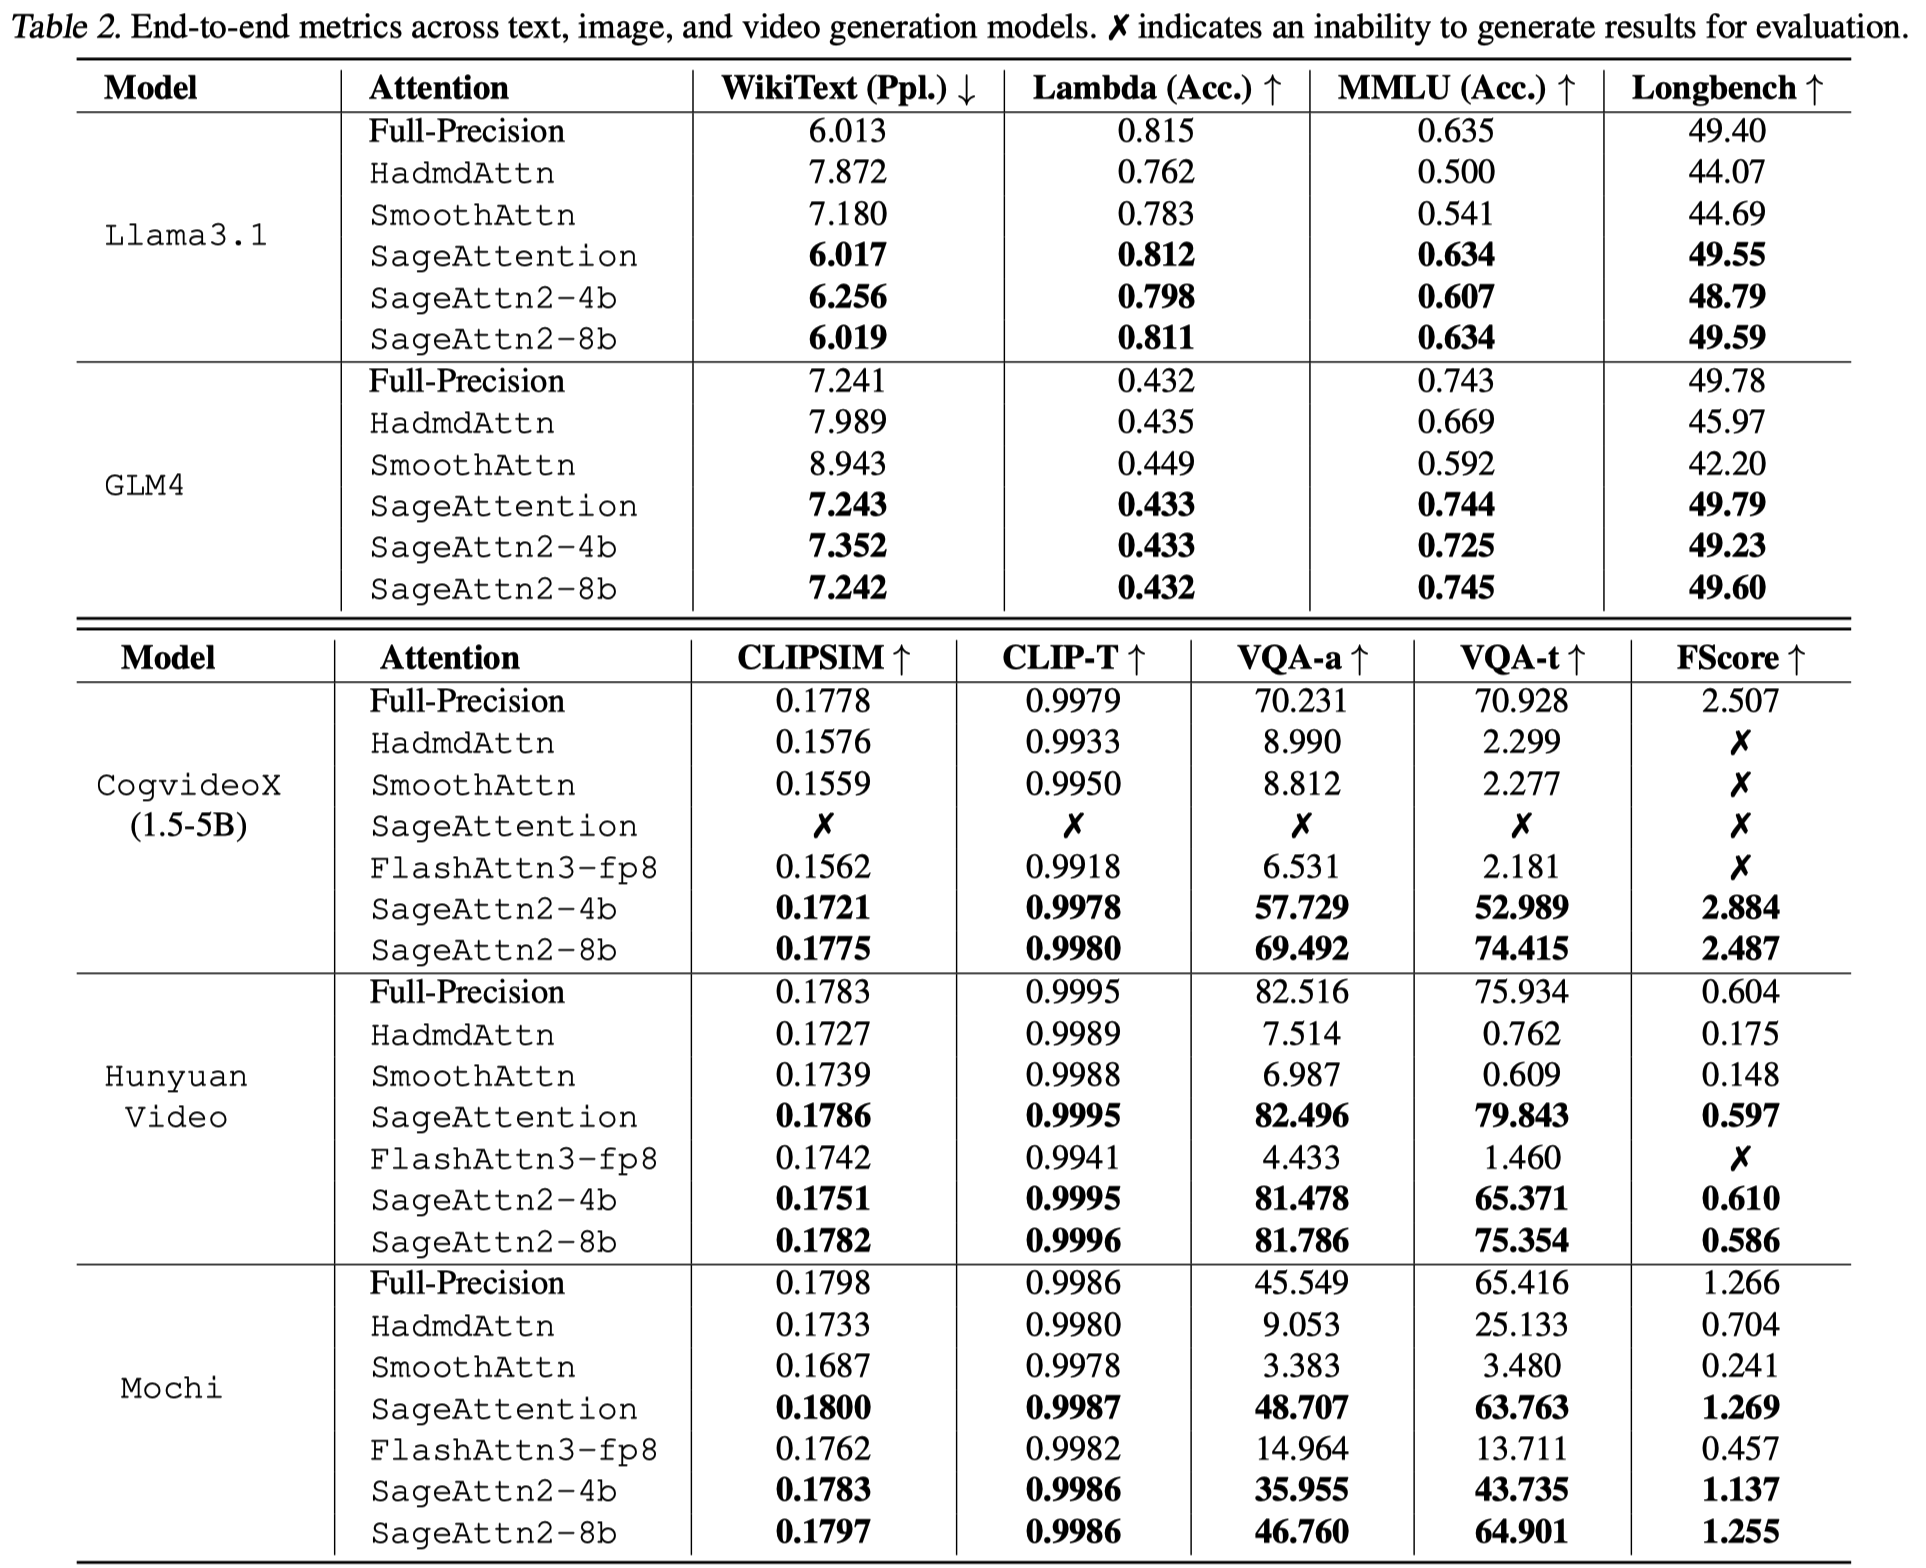 Table 2. End-to-end metrics across text, image, and video generation models. ✗ indicates an inability to generate results for evaluation.
Model Attention WikiText (Ppl.) ↓ Lambda (Acc.) ↑ MMLU (Acc.) ↑ Longbench ↑
Llama3.1
Full-Precision 6.013 0.815 0.635 49.40
HadmdAttn 7.872 0.762 0.500 44.07
SmoothAttn 7.180 0.783 0.541 44.69
SageAttention 6.017 0.812 0.634 49.55
SageAttn2-4b 6.256 0.798 0.607 48.79
SageAttn2-8b 6.019 0.811 0.634 49.59
GLM4
Full-Precision 7.241 0.432 0.743 49.78
HadmdAttn 7.989 0.435 0.669 45.97
SmoothAttn 8.943 0.449 0.592 42.20
SageAttention 7.243 0.433 0.744 49.79
SageAttn2-4b 7.352 0.433 0.725 49.23
SageAttn2-8b 7.242 0.432 0.745 49.60
Model Attention CLIPSIM ↑ CLIP-T ↑ VQA-a ↑ VQA-t ↑ FScore ↑
CogvideoX
(1.5-5B)
Full-Precision 0.1778 0.9979 70.231 70.928 2.507
HadmdAttn 0.1576 0.9933 8.990 2.299 ✗
SmoothAttn 0.1559 0.9950 8.812 2.277 ✗
SageAttention ✗ ✗ ✗ ✗ ✗
FlashAttn3-fp8 0.1562 0.9918 6.531 2.181 ✗
SageAttn2-4b 0.1721 0.9978 57.729 52.989 2.884
SageAttn2-8b 0.1775 0.9980 69.492 74.415 2.487
Hunyuan
Video
Full-Precision 0.1783 0.9995 82.516 75.934 0.604
HadmdAttn 0.1727 0.9989 7.514 0.762 0.175
SmoothAttn 0.1739 0.9988 6.987 0.609 0.148
SageAttention 0.1786 0.9995 82.496 79.843 0.597
FlashAttn3-fp8 0.1742 0.9941 4.433 1.460 ✗
SageAttn2-4b 0.1751 0.9995 81.478 65.371 0.610
SageAttn2-8b 0.1782 0.9996 81.786 75.354 0.586
Mochi
Full-Precision 0.1798 0.9986 45.549 65.416 1.266
HadmdAttn 0.1733 0.9980 9.053 25.133 0.704
SmoothAttn 0.1687 0.9978 3.383 3.480 0.241
SageAttention 0.1800 0.9987 48.707 63.763 1.269
FlashAttn3-fp8 0.1762 0.9982 14.964 13.711 0.457
SageAttn2-4b 0.1783 0.9986 35.955 43.735 1.137
SageAttn2-8b 0.1797 0.9986 46.760 64.901 1.255